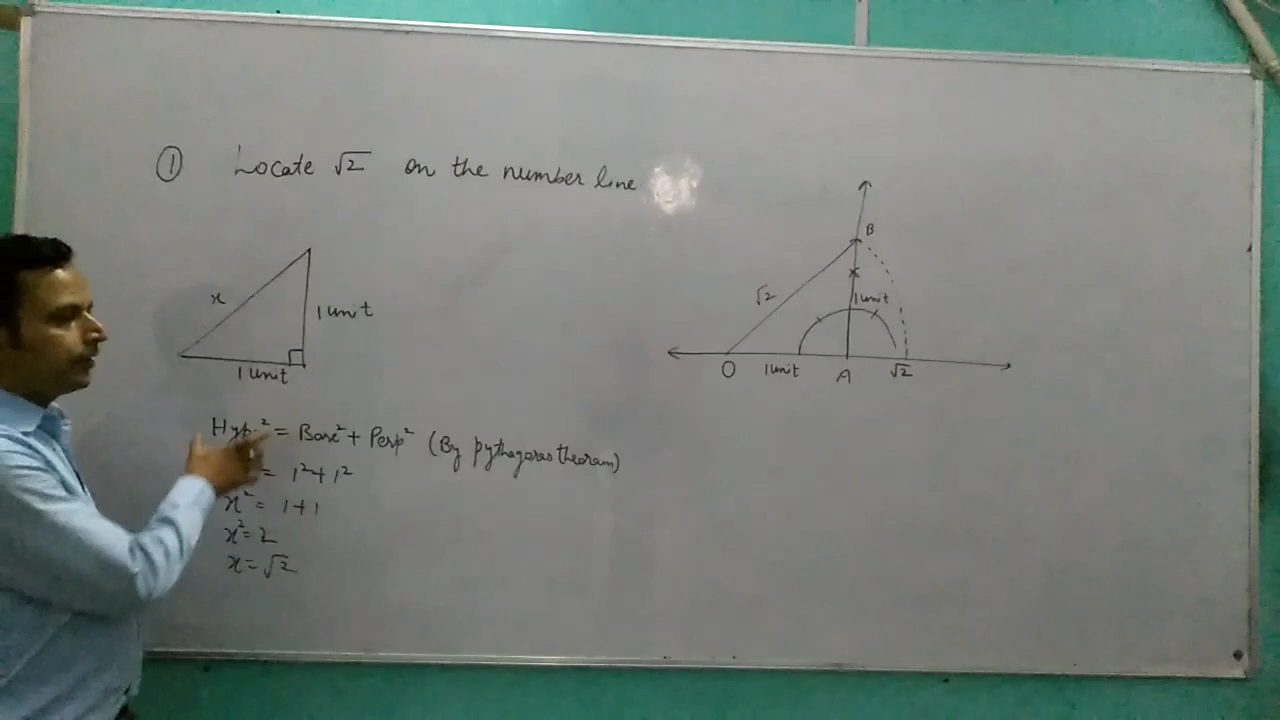 ① Locate √2 on the number line
x
1 unit
1 unit
Hyp.² = Base² + Perp² (By pythagoras theoram)
= 1² + 1²
x² = 1 + 1
x² = 2
x = √2
B
√2
1 unit
O 1 unit A √2